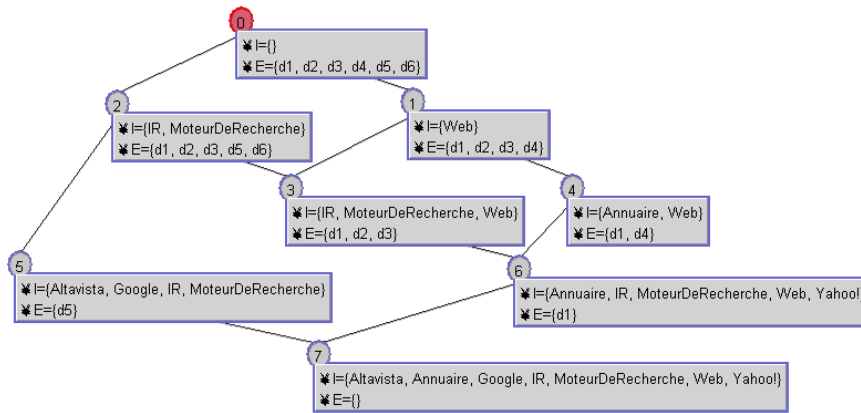 0
¥ I={}
¥ E={d1, d2, d3, d4, d5, d6}
2
1
¥ I={IR, MoteurDeRecherche}
¥ E={d1, d2, d3, d5, d6}
¥ I={Web}
¥ E={d1, d2, d3, d4}
3
4
¥ I={IR, MoteurDeRecherche, Web}
¥ E={d1, d2, d3}
¥ I={Annuaire, Web}
¥ E={d1, d4}
5
6
¥ I={Altavista, Google, IR, MoteurDeRecherche}
¥ E={d5}
¥ I={Annuaire, IR, MoteurDeRecherche, Web, Yahoo!}
¥ E={d1}
7
¥ I={Altavista, Annuaire, Google, IR, MoteurDeRecherche, Web, Yahoo!}
¥ E={}